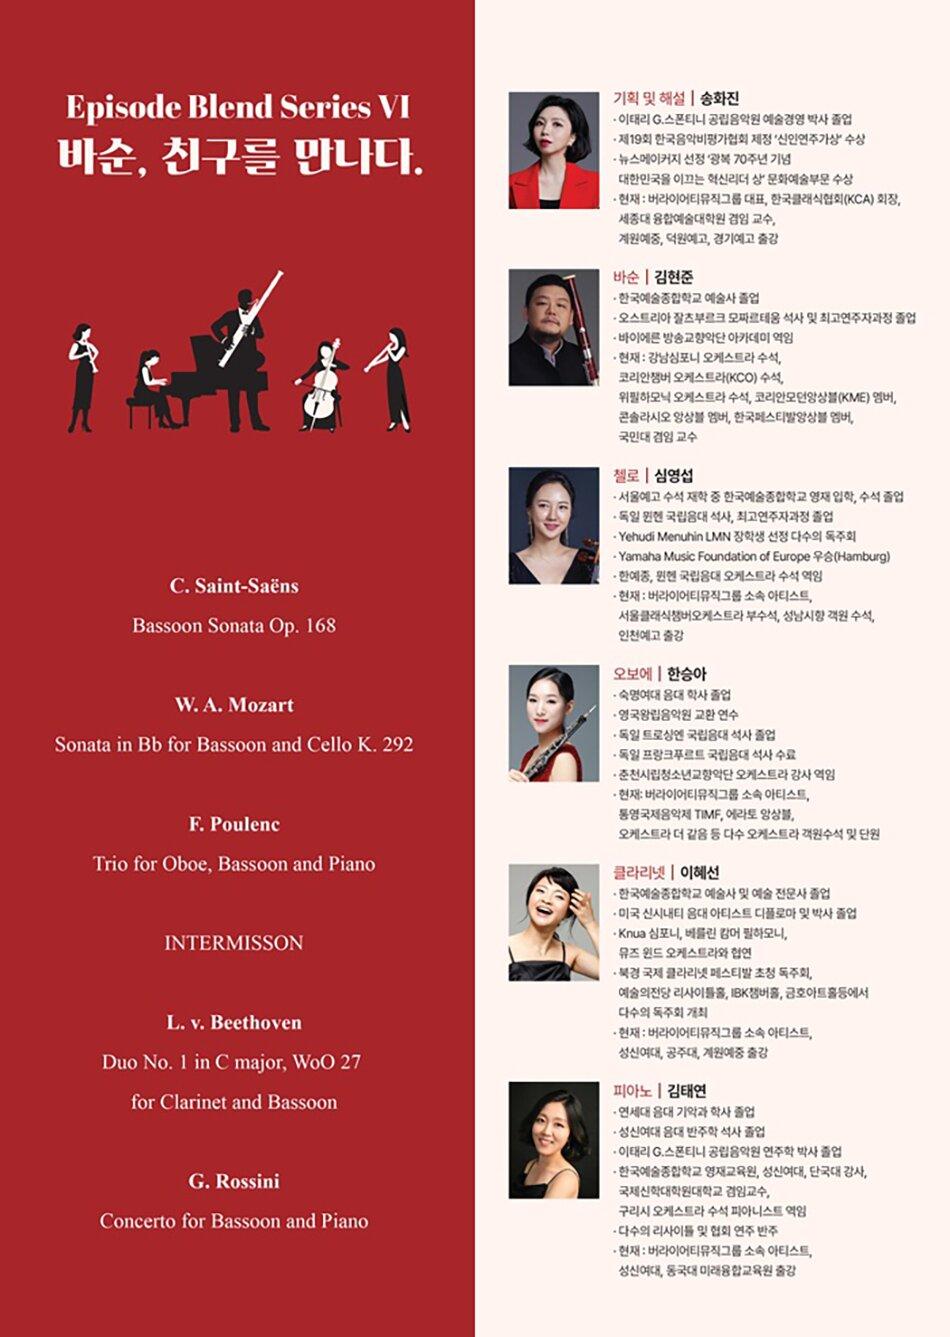 Episode Blend Series VI
바순, 친구를 만나다.
C. Saint-Saëns
Bassoon Sonata Op. 168
W. A. Mozart
Sonata in Bb for Bassoon and Cello K. 292
F. Poulenc
Trio for Oboe, Bassoon and Piano
INTERMISSON
L. v. Beethoven
Duo No. 1 in C major, WoO 27
for Clarinet and Bassoon
G. Rossini
Concerto for Bassoon and Piano
기획 및 해설 | 송화진
· 이태리 G.스폰티니 공립음악원 예술경영 박사 졸업
· 제19회 한국음악비평가협회 제정 ‘신인연주가상’ 수상
· 뉴스메이커지 선정 ‘광복 70주년 기념
대한민국을 이끄는 혁신리더 상’ 문화예술부문 수상
· 현재 : 버라이어티뮤직그룹 대표, 한국클래식협회(KCA) 회장,
세종대 융합예술대학원 겸임 교수,
계원예중, 덕원예고, 경기예고 출강
바순 | 김현준
· 한국예술종합학교 예술사 졸업
· 오스트리아 잘츠부르크 모짜르테움 석사 및 최고연주자과정 졸업
· 바이에른 방송교향악단 아카데미 역임
· 현재 : 강남심포니 오케스트라 수석,
코리안챔버 오케스트라(KCO) 수석,
위필하모닉 오케스트라 수석, 코리안모던앙상블(KME) 멤버,
콘솔라시오 앙상블 멤버, 한국페스티발앙상블 멤버,
국민대 겸임 교수
첼로 | 심영섭
· 서울예고 수석 재학 중 한국예술종합학교 영재 입학, 수석 졸업
· 독일 뮌헨 국립음대 석사, 최고연주자과정 졸업
· Yehudi Menuhin LMN 장학생 선정 다수의 독주회
· Yamaha Music Foundation of Europe 우승(Hamburg)
· 한예종, 뮌헨 국립음대 오케스트라 수석 역임
· 현재 : 버라이어티뮤직그룹 소속 아티스트,
서울클래식챔버오케스트라 부수석, 성남시향 객원 수석,
인천예고 출강
오보에 | 한승아
· 숙명여대 음대 학사 졸업
· 영국왕립음악원 교환 연수
· 독일 트로싱엔 국립음대 석사 졸업
· 독일 프랑크푸르트 국립음대 석사 수료
· 춘천시립청소년교향악단 오케스트라 강사 역임
· 현재: 버라이어티뮤직그룹 소속 아티스트,
통영국제음악제 TIMF, 에라토 앙상블,
오케스트라 더 같음 등 다수 오케스트라 객원수석 및 단원
클라리넷 | 이혜선
· 한국예술종합학교 예술사 및 예술 전문사 졸업
· 미국 신시내티 음대 아티스트 디플로마 및 박사 졸업
· Knua 심포니, 베를린 캄머 필하모니,
뮤즈 윈드 오케스트라와 협연
· 북경 국제 클라리넷 페스티발 초청 독주회,
예술의전당 리사이틀홀, IBK챔버홀, 금호아트홀등에서
다수의 독주회 개최
· 현재 : 버라이어티뮤직그룹 소속 아티스트,
성신여대, 공주대, 계원예중 출강
피아노 | 김태연
· 연세대 음대 기악과 학사 졸업
· 성신여대 음대 반주학 석사 졸업
· 이태리 G.스폰티니 공립음악원 연주학 박사 졸업
· 한국예술종합학교 영재교육원, 성신여대, 단국대 강사,
국제신학대학원대학교 겸임교수,
구리시 오케스트라 수석 피아니스트 역임
· 다수의 리사이틀 및 협회 연주 반주
· 현재 : 버라이어티뮤직그룹 소속 아티스트,
성신여대, 동국대 미래융합교육원 출강